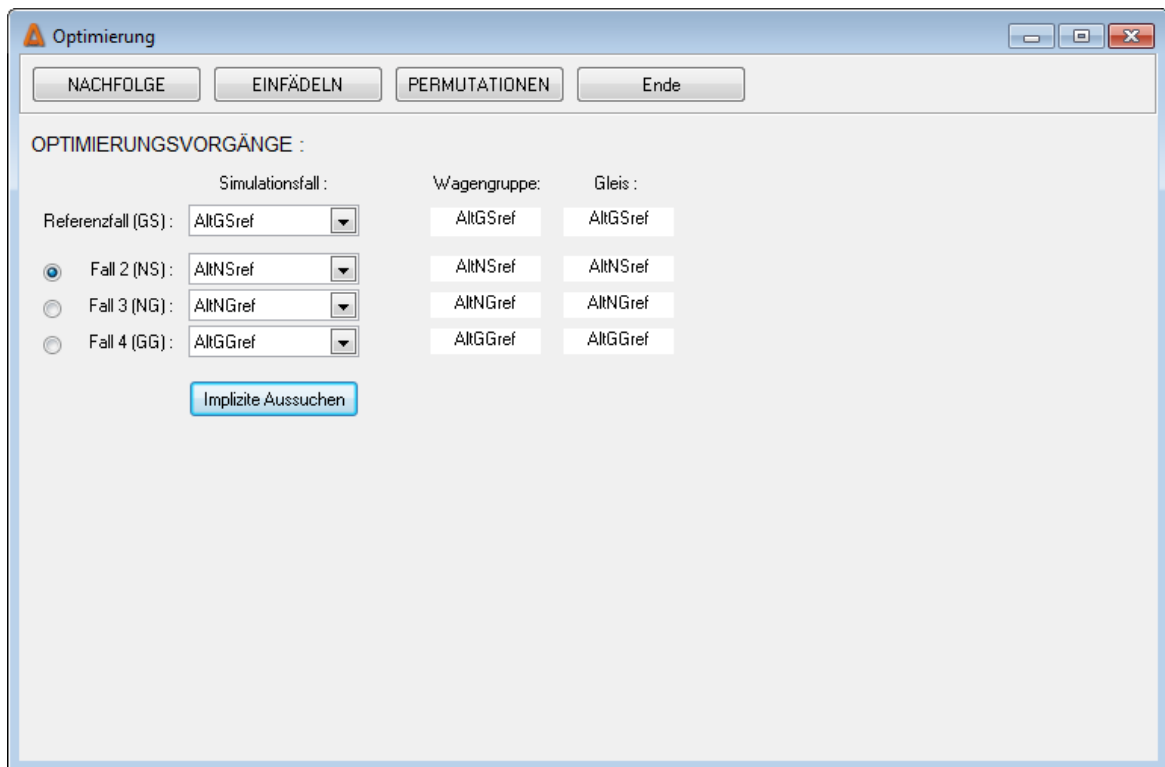 Optimierung
NACHFOLGE EINFÄDELN PERMUTATIONEN Ende
OPTIMIERUNGSVORGÄNGE :
Simulationsfall : Wagengruppe: Gleis :
Referenzfall (GS) : AltGSref AltGSref AltGSref
Fall 2 (NS) : AltNSref AltNSref AltNSref
Fall 3 (NG) : AltNGref AltNGref AltNGref
Fall 4 (GG) : AltGGref AltGGref AltGGref
Implizite Aussuchen